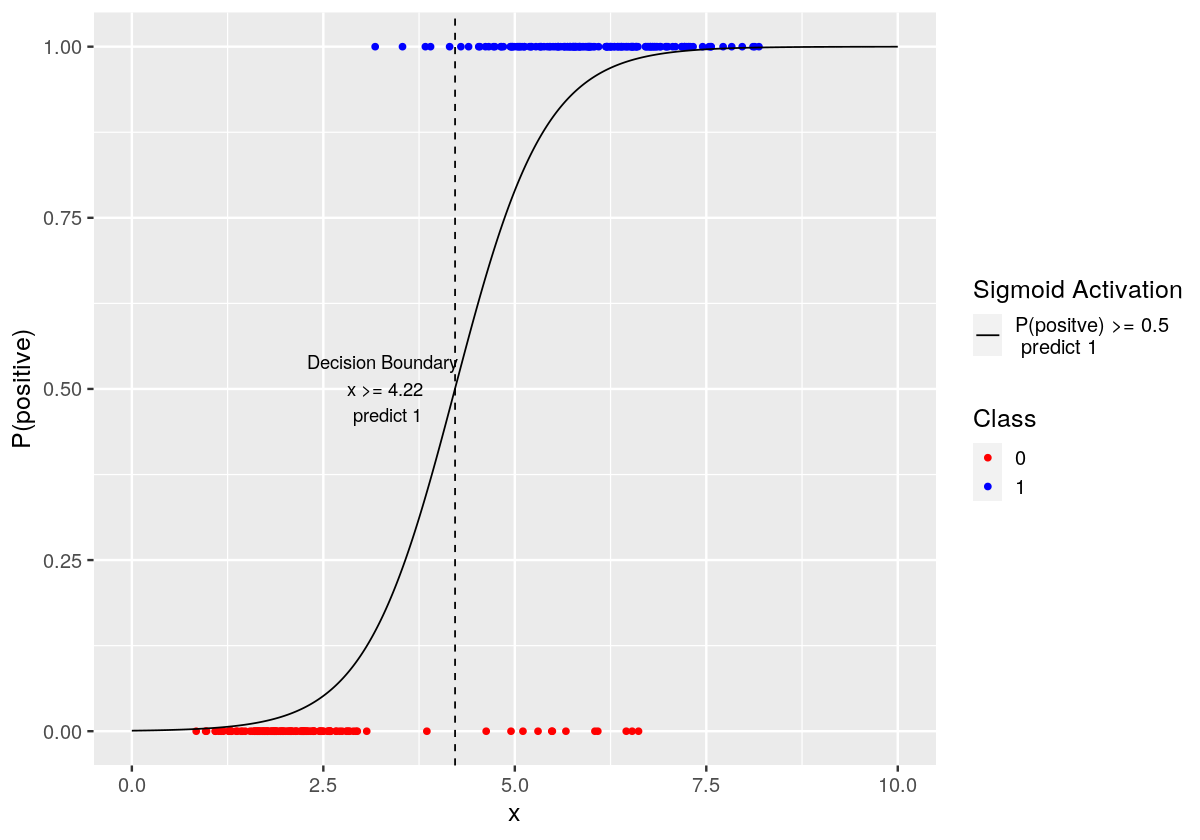 1.00
0.75
0.50
0.25
0.00
P(positive)
Decision Boundary
x >= 4.22
predict 1
0.0 2.5 5.0 7.5 10.0
x
Sigmoid Activation
P(positve) >= 0.5
predict 1
Class
0
1